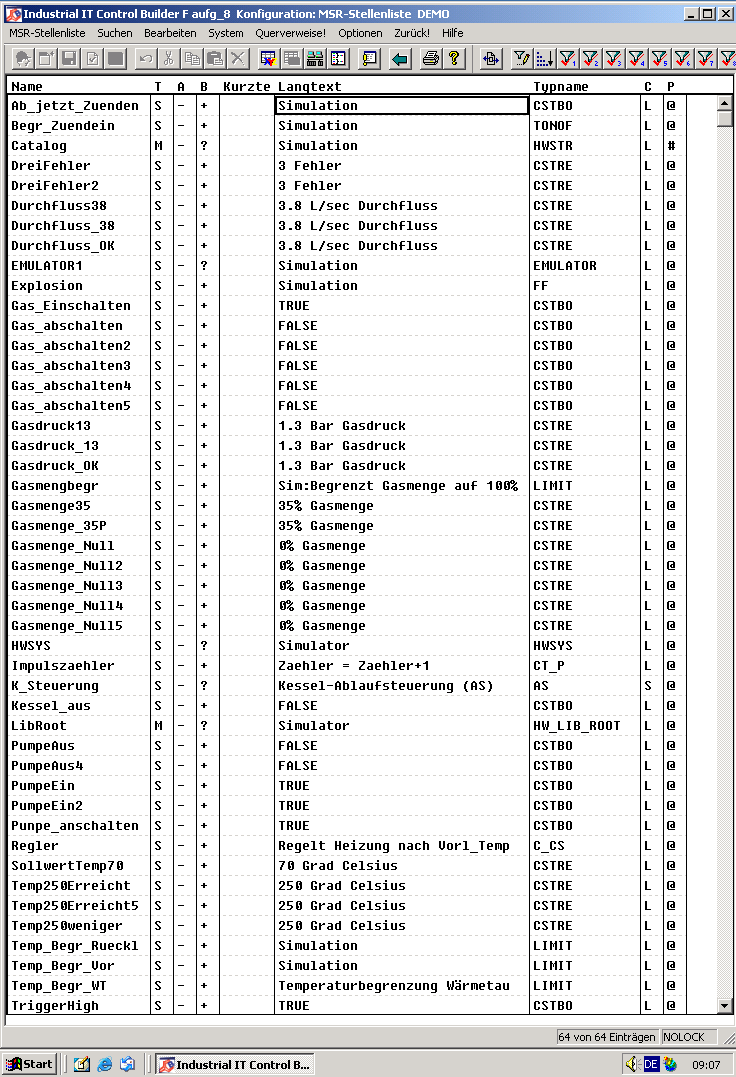 Industrial IT Control Builder F aufg_8 Konfiguration: MSR-Stellenliste DEMO
MSR-Stellenliste Suchen Bearbeiten System Querverweise! Optionen Zurück! Hilfe
Name T A B Kurzte Langtext Typname C P
Ab_jetzt_Zuenden S - + Simulation CSTBO L @
Begr_Zuendein S - + Simulation TONOF L @
Catalog M - ? Simulation HWSTR L #
DreiFehler S - + 3 Fehler CSTRE L @
DreiFehler2 S - + 3 Fehler CSTRE L @
Durchfluss38 S - + 3.8 L/sec Durchfluss CSTRE L @
Durchfluss_38 S - + 3.8 L/sec Durchfluss CSTRE L @
Durchfluss_OK S - + 3.8 L/sec Durchfluss CSTRE L @
EMULATOR1 S - ? Simulation EMULATOR L @
Explosion S - + Simulation FF L @
Gas_Einschalten S - + TRUE CSTBO L @
Gas_abschalten S - + FALSE CSTBO L @
Gas_abschalten2 S - + FALSE CSTBO L @
Gas_abschalten3 S - + FALSE CSTBO L @
Gas_abschalten4 S - + FALSE CSTBO L @
Gas_abschalten5 S - + FALSE CSTBO L @
Gasdruck13 S - + 1.3 Bar Gasdruck CSTRE L @
Gasdruck_13 S - + 1.3 Bar Gasdruck CSTRE L @
Gasdruck_OK S - + 1.3 Bar Gasdruck CSTRE L @
Gasmengbegr S - + Sim:Begrenzt Gasmenge auf 100% LIMIT L @
Gasmenge35 S - + 35% Gasmenge CSTRE L @
Gasmenge_35P S - + 35% Gasmenge CSTRE L @
Gasmenge_Null S - + 0% Gasmenge CSTRE L @
Gasmenge_Null2 S - + 0% Gasmenge CSTRE L @
Gasmenge_Null3 S - + 0% Gasmenge CSTRE L @
Gasmenge_Null4 S - + 0% Gasmenge CSTRE L @
Gasmenge_Null5 S - + 0% Gasmenge CSTRE L @
HWSYS S - ? Simulator HWSYS L @
Impulszaehler S - + Zaehler = Zaehler+1 CT_P L @
K_Steuerung S - ? Kessel-Ablaufsteuerung (AS) AS S @
Kessel_aus S - + FALSE CSTBO L @
LibRoot M - ? Simulator HW_LIB_ROOT L @
PumpeAus S - + FALSE CSTBO L @
PumpeAus4 S - + FALSE CSTBO L @
PumpeEin S - + TRUE CSTBO L @
PumpeEin2 S - + TRUE CSTBO L @
Punpe_anschalten S - + TRUE CSTBO L @
Regler S - + Regelt Heizung nach Vorl_Temp C_CS L @
SollwertTemp70 S - + 70 Grad Celsius CSTRE L @
Temp250Erreicht S - + 250 Grad Celsius CSTRE L @
Temp250Erreicht5 S - + 250 Grad Celsius CSTRE L @
Temp250weniger S - + 250 Grad Celsius CSTRE L @
Temp_Begr_Rueckl S - + Simulation LIMIT L @
Temp_Begr_Vor S - + Simulation LIMIT L @
Temp_Begr_WT S - + Temperaturbegrenzung Wärmetau LIMIT L @
TriggerHigh S - + TRUE CSTBO L @
64 von 64 Einträgen NOLOCK
Start Industrial IT Control B... DE 09:07